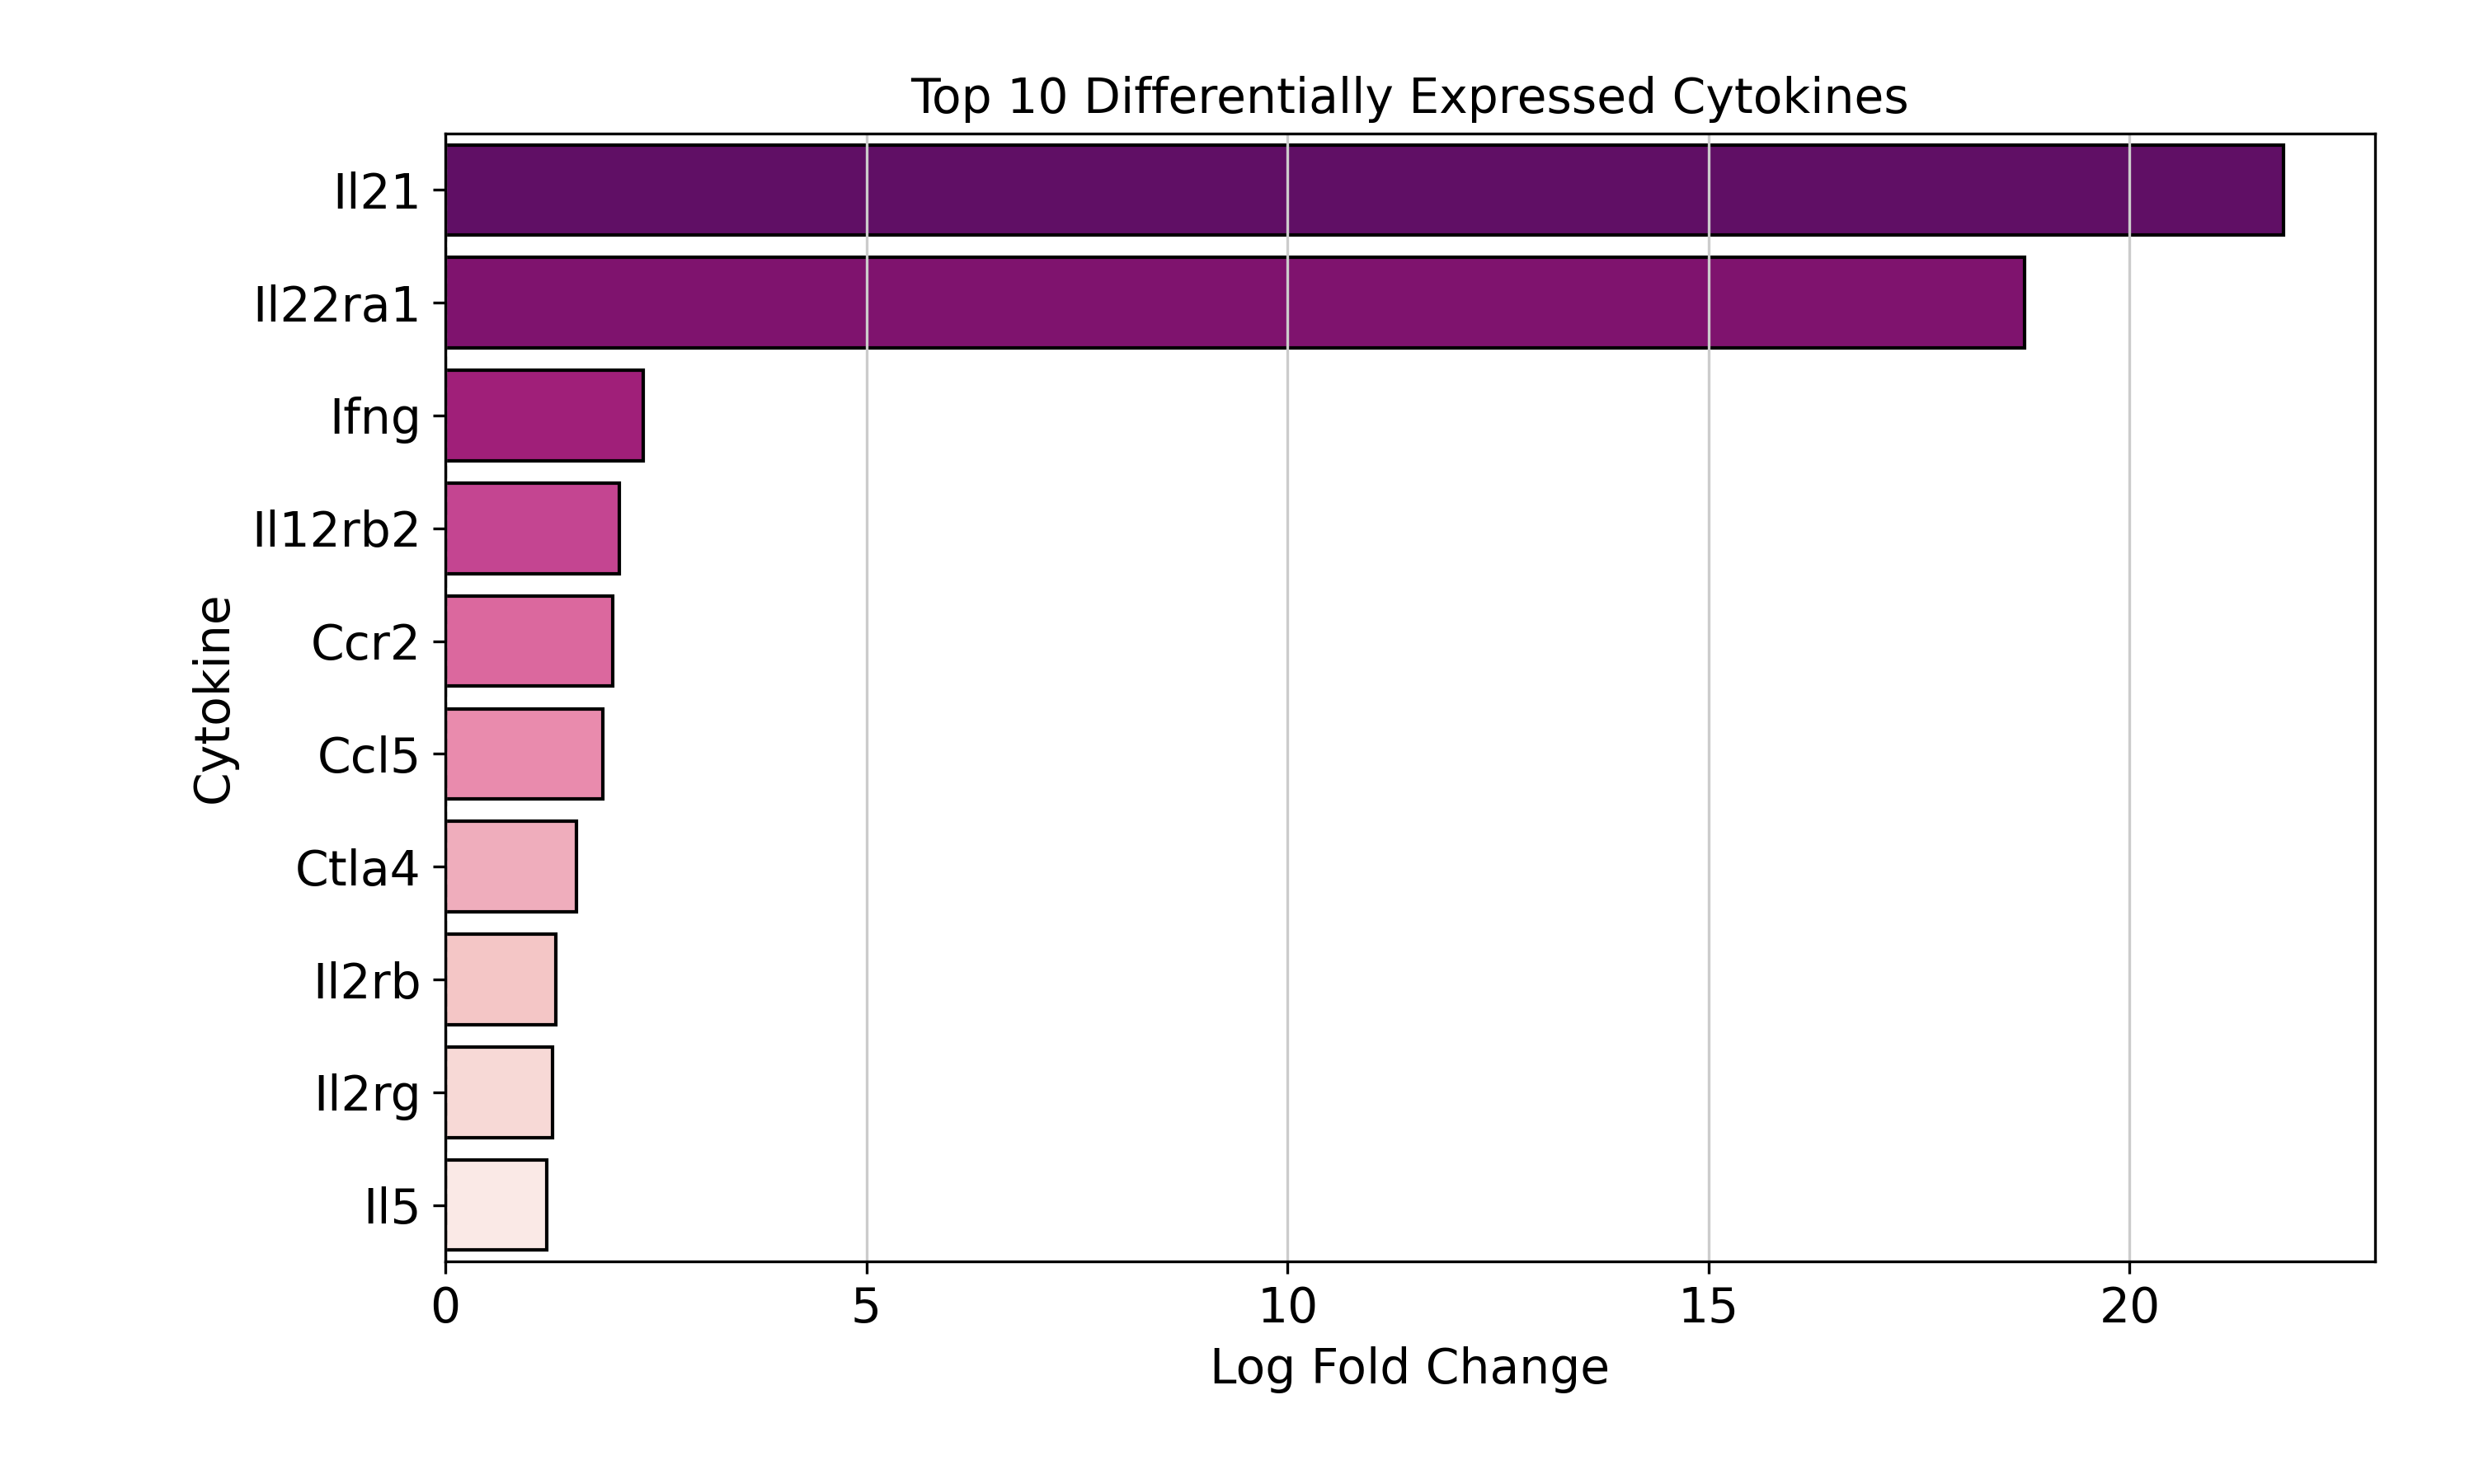 Top 10 Differentially Expressed Cytokines
Il21
Il22ra1
Ifng
Il12rb2
Ccr2
Ccl5
Ctla4
Il2rb
Il2rg
Il5
Cytokine
0 5 10 15 20
Log Fold Change